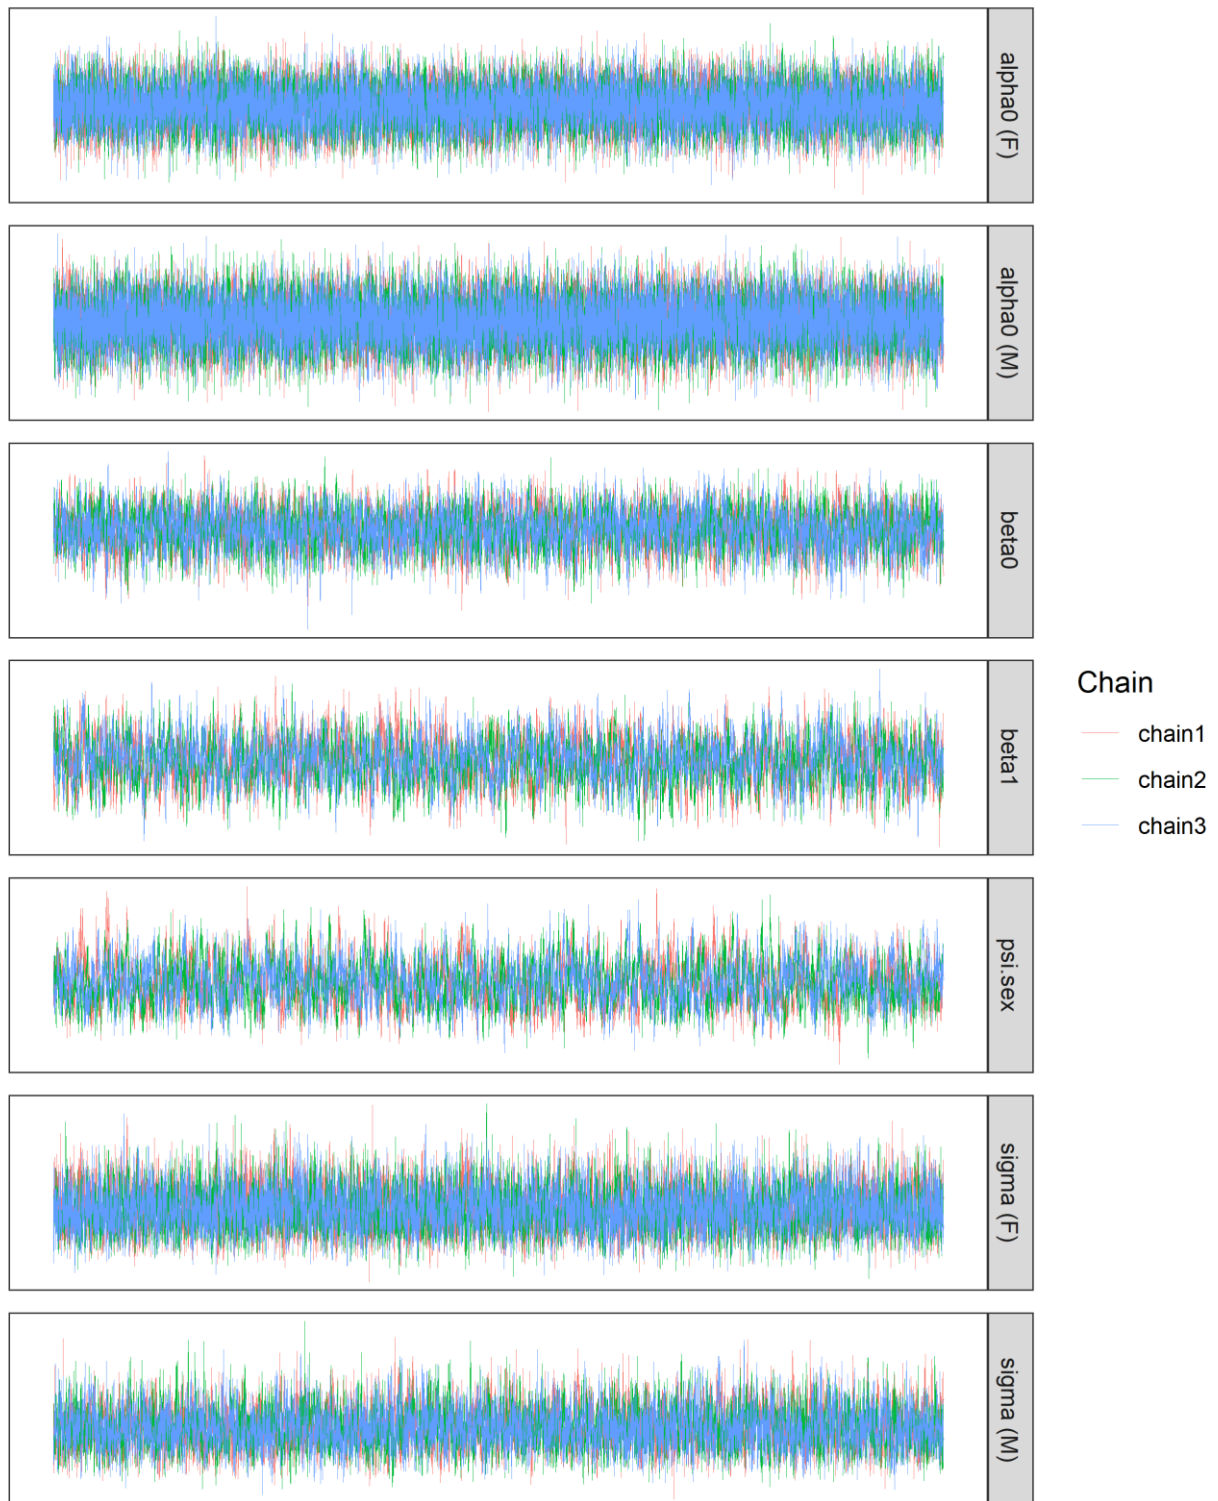 alpha0 (F)
alpha0 (M)
beta0
beta1
psi.sex
sigma (F)
sigma (M)
Chain
chain1
chain2
chain3